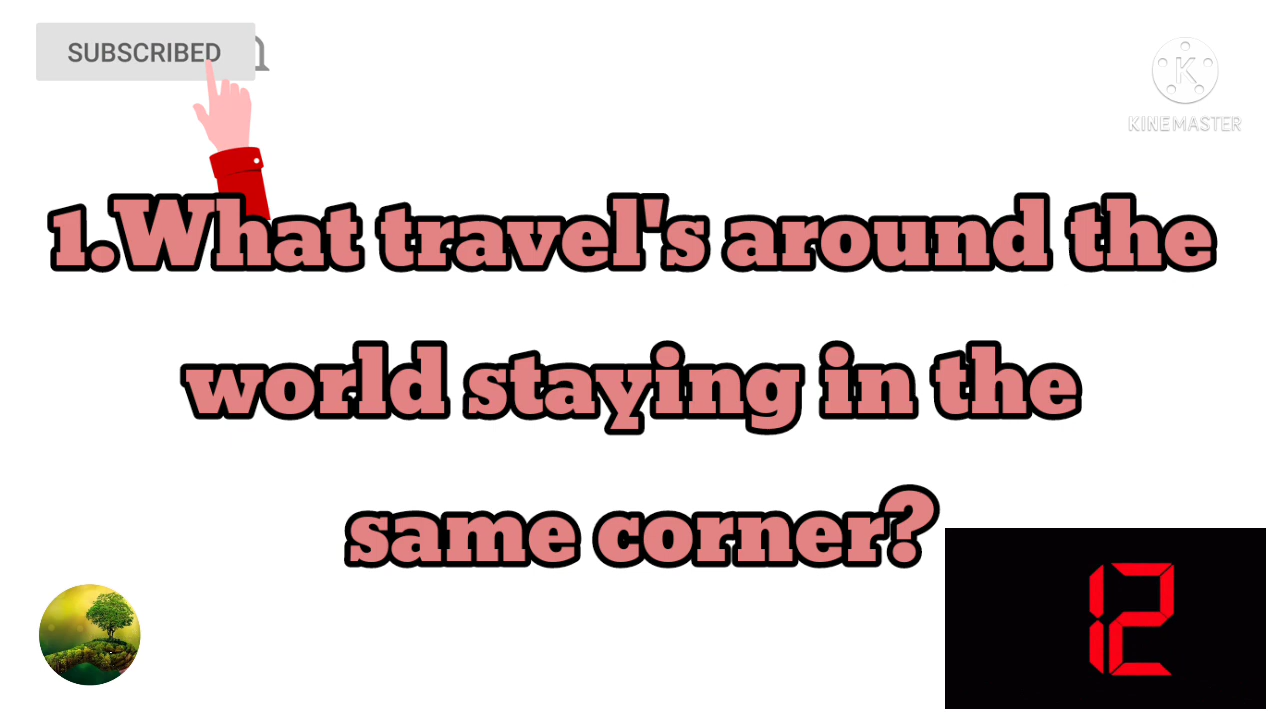 SUBSCRIBED
KINEMASTER
1.What travel's around the
world staying in the
same corner?
12